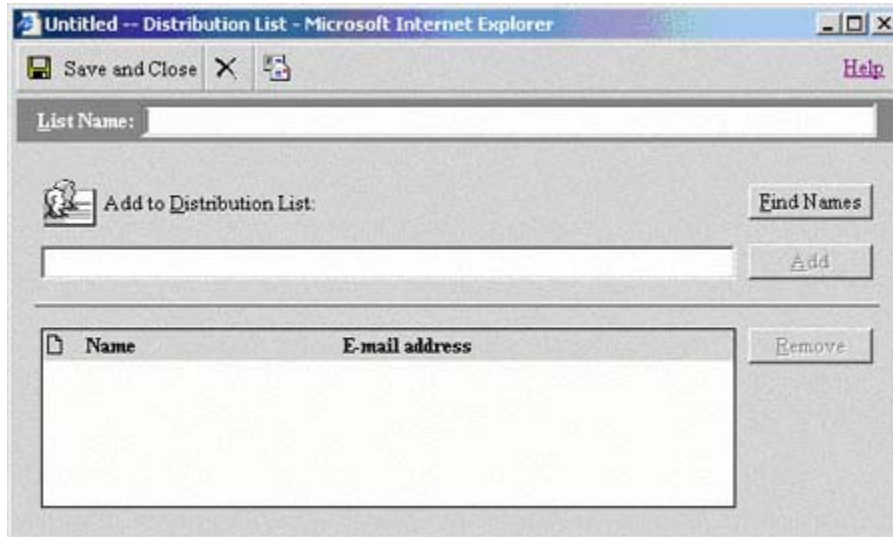 Untitled -- Distribution List - Microsoft Internet Explorer
Save and Close
Help
List Name:
Add to Distribution List:
Find Names
Add
Name E-mail address
Remove